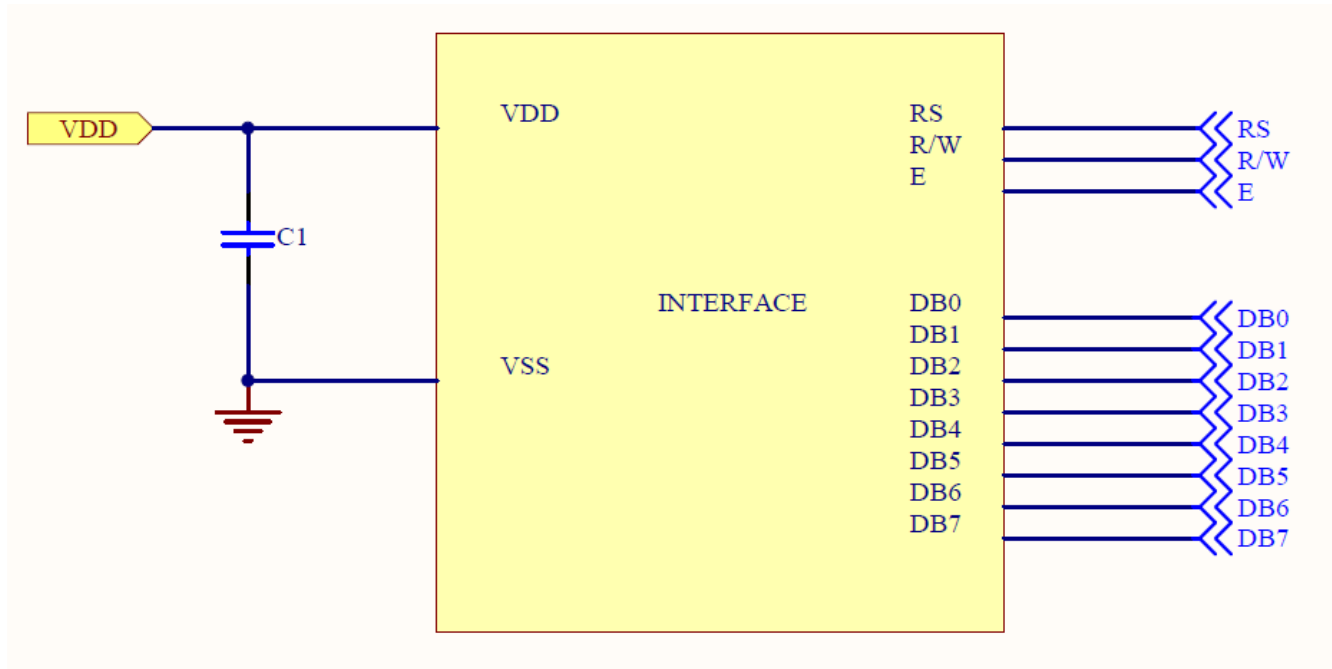 VDD
C1
VDD
VSS
INTERFACE
RS
R/W
E
DB0
DB1
DB2
DB3
DB4
DB5
DB6
DB7
RS
R/W
E
DB0
DB1
DB2
DB3
DB4
DB5
DB6
DB7